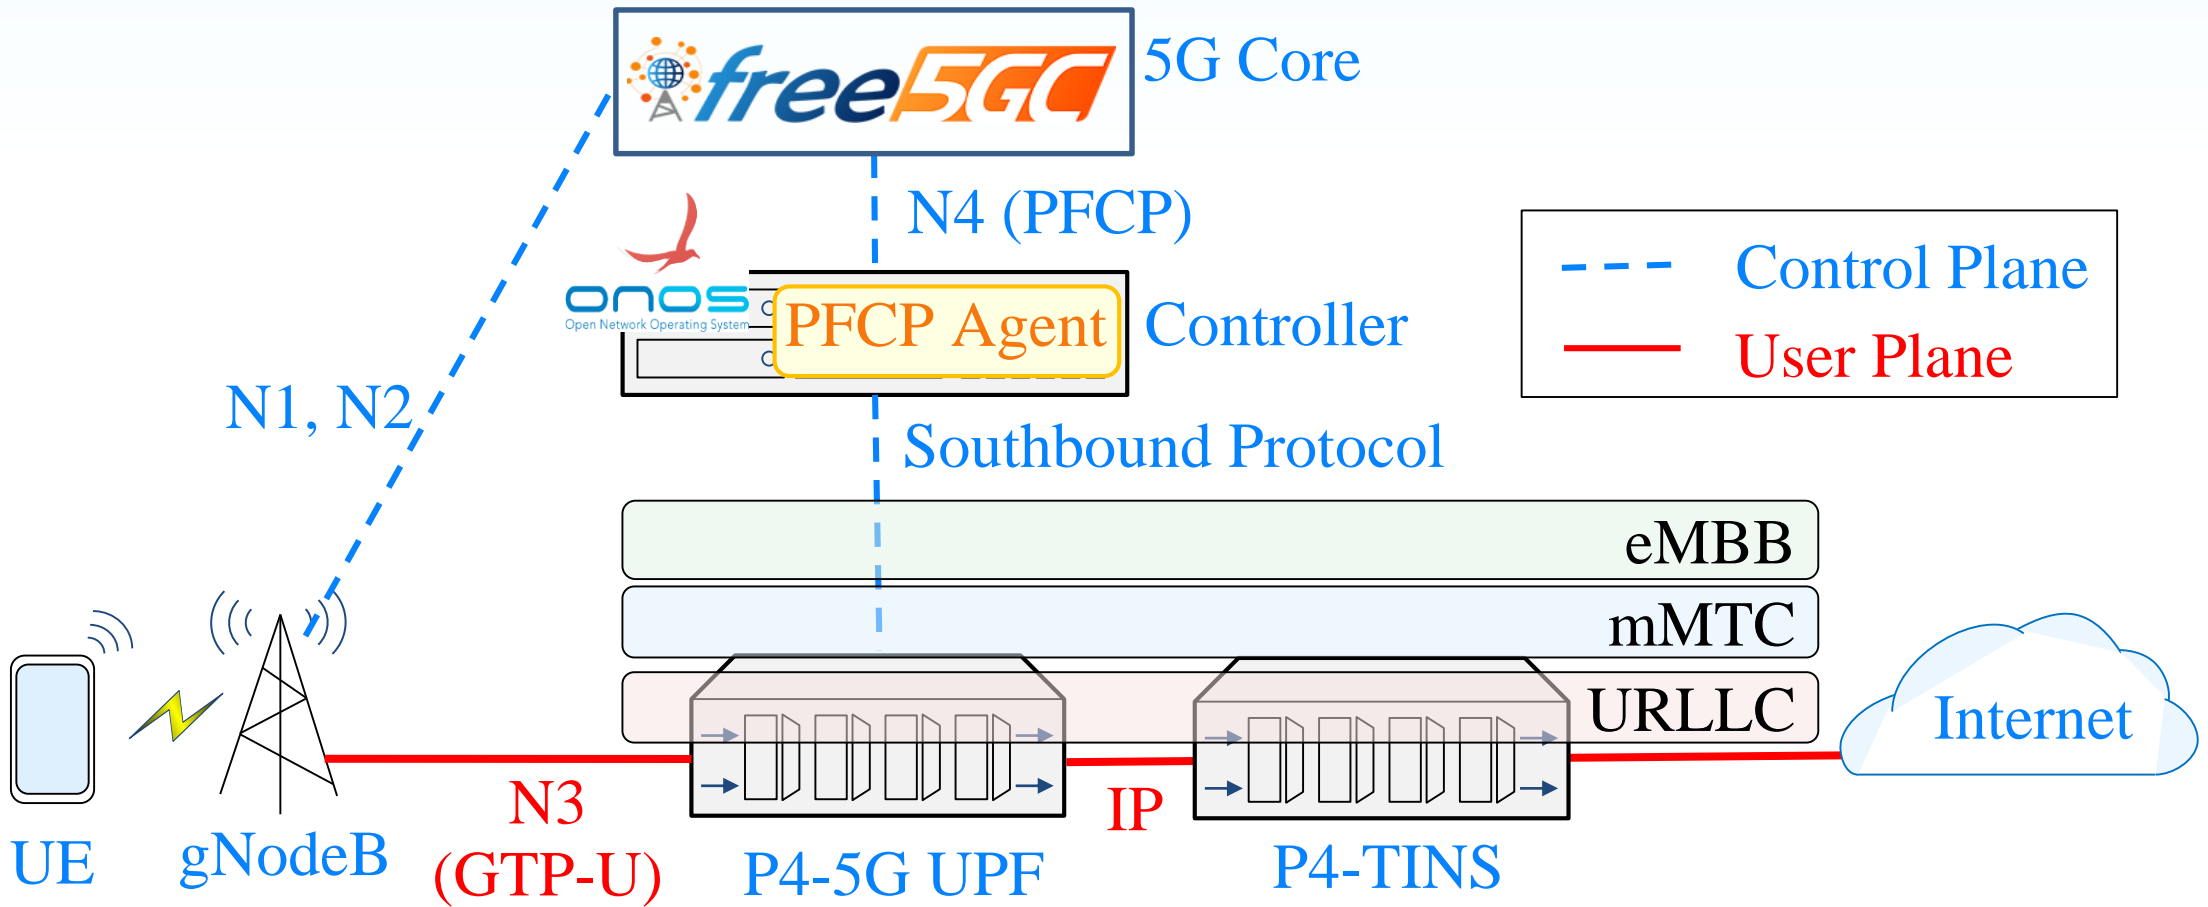 free5GC
5G Core
N4 (PFCP)
onos
Open Network Operating System
PFCP Agent
Controller
Control Plane
User Plane
N1, N2
Southbound Protocol
eMBB
mMTC
URLLC
Internet
N3
(GTP-U)
IP
UE
gNodeB
P4-5G UPF
P4-TINS